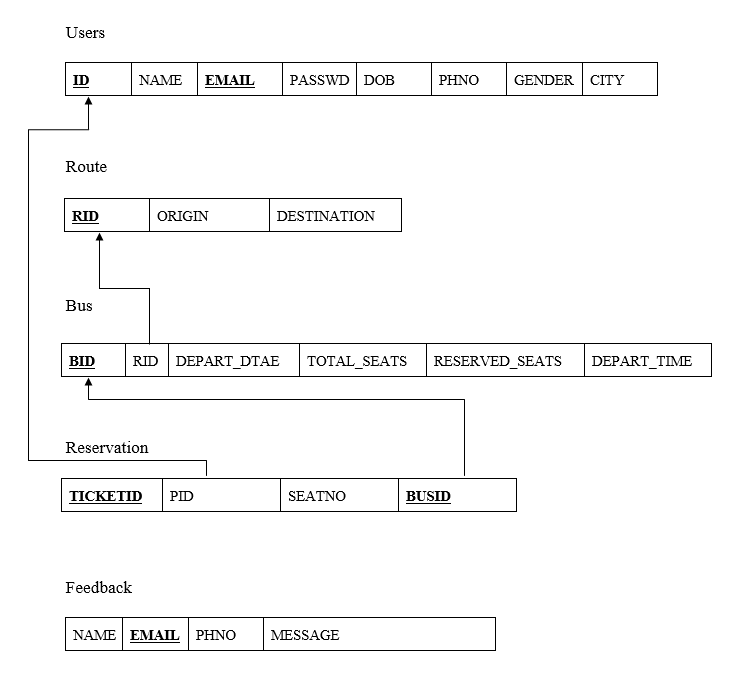 Users
ID NAME EMAIL PASSWD DOB PHNO GENDER CITY
Route
RID ORIGIN DESTINATION
Bus
BID RID DEPART_DTAE TOTAL_SEATS RESERVED_SEATS DEPART_TIME
Reservation
TICKETID PID SEATNO BUSID
Feedback
NAME EMAIL PHNO MESSAGE